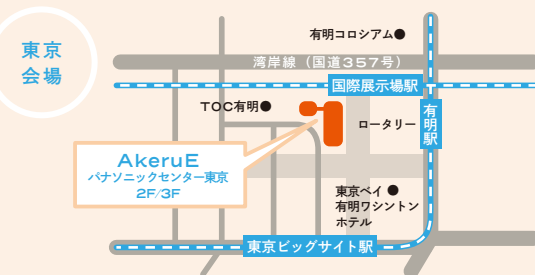 東京
会場
有明コロシアム●
湾岸線（国道357号）
国際展示場駅
TOC有明●
ロータリー
有明駅
AkeruE
パナソニックセンター東京
2F/3F
東京ベイ ●
有明ワシントン
ホテル
東京ビッグサイト駅